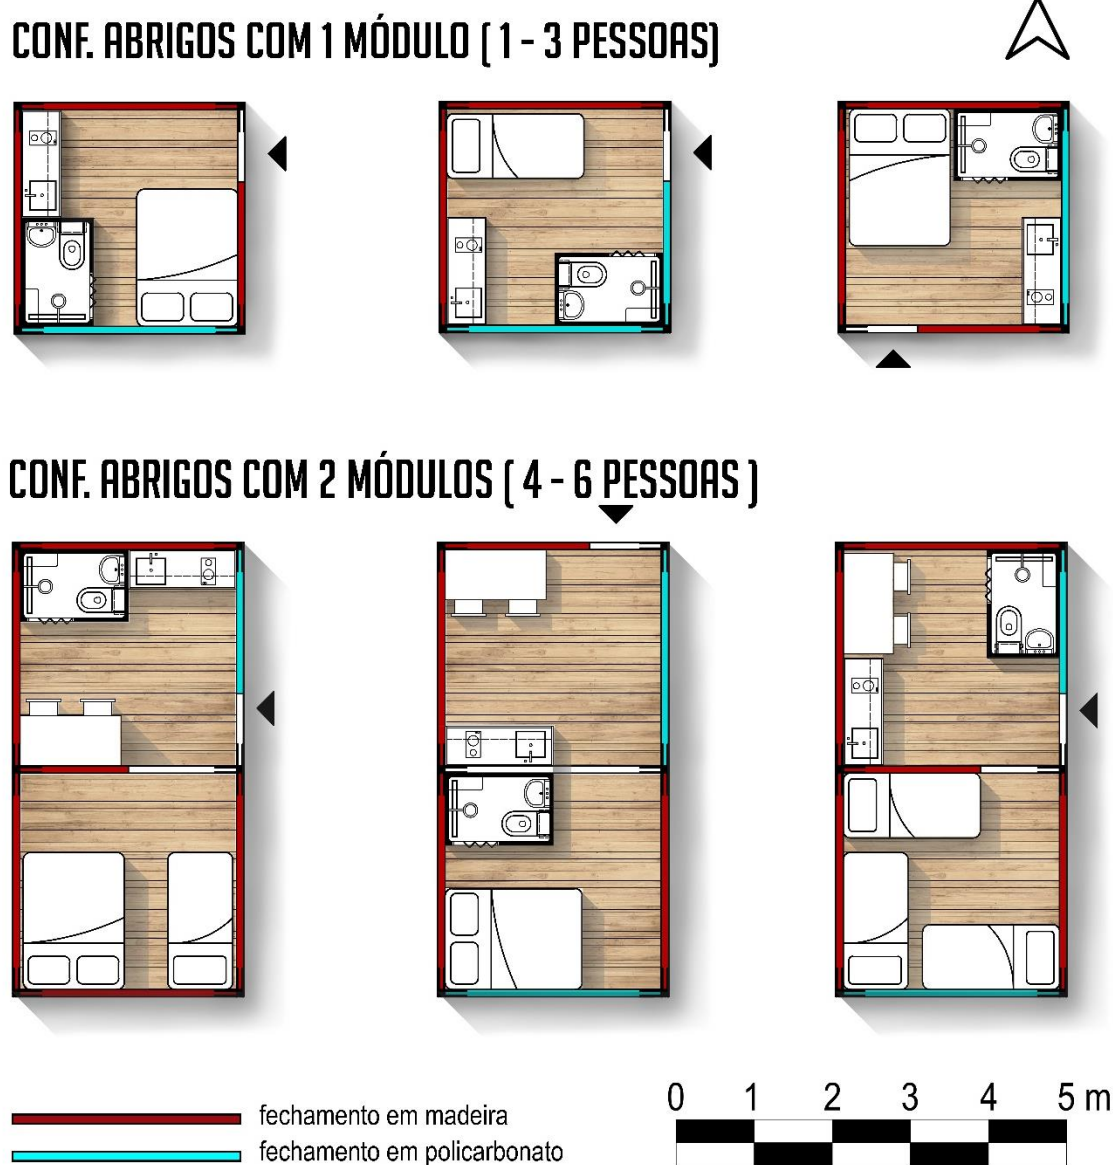 CONF. ABRIGOS COM 1 MÓDULO ( 1 - 3 PESSOAS)
CONF. ABRIGOS COM 2 MÓDULOS ( 4 - 6 PESSOAS )
fechamento em madeira
fechamento em policarbonato
0 1 2 3 4 5 m